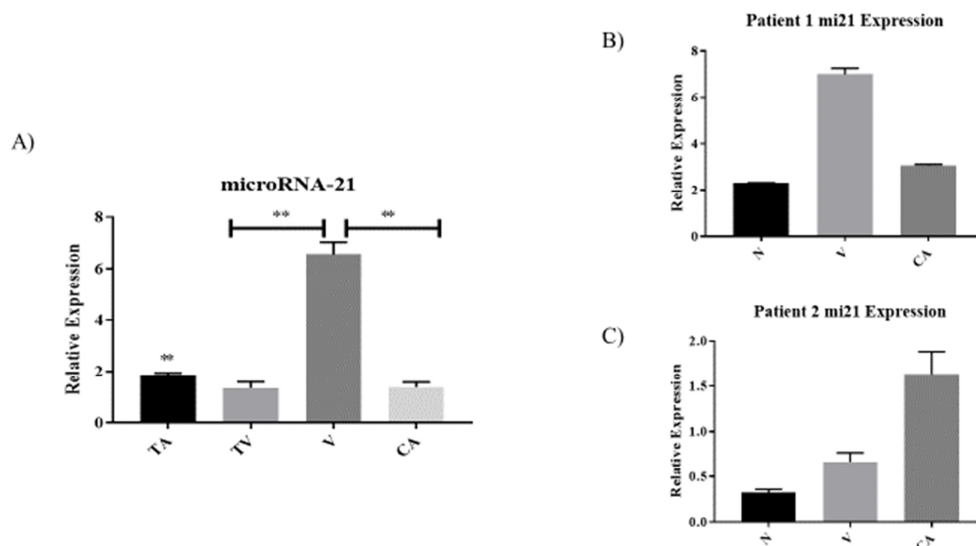 A)
microRNA-21
** **
8
6
4
2
0
Relative Expression
**
TA TV V CA
B)
Patient 1 mi21 Expression
8
6
4
2
0
Relative Expression
N V CA
C)
Patient 2 mi21 Expression
2.0
1.5
1.0
0.5
0.0
Relative Expression
N V CA